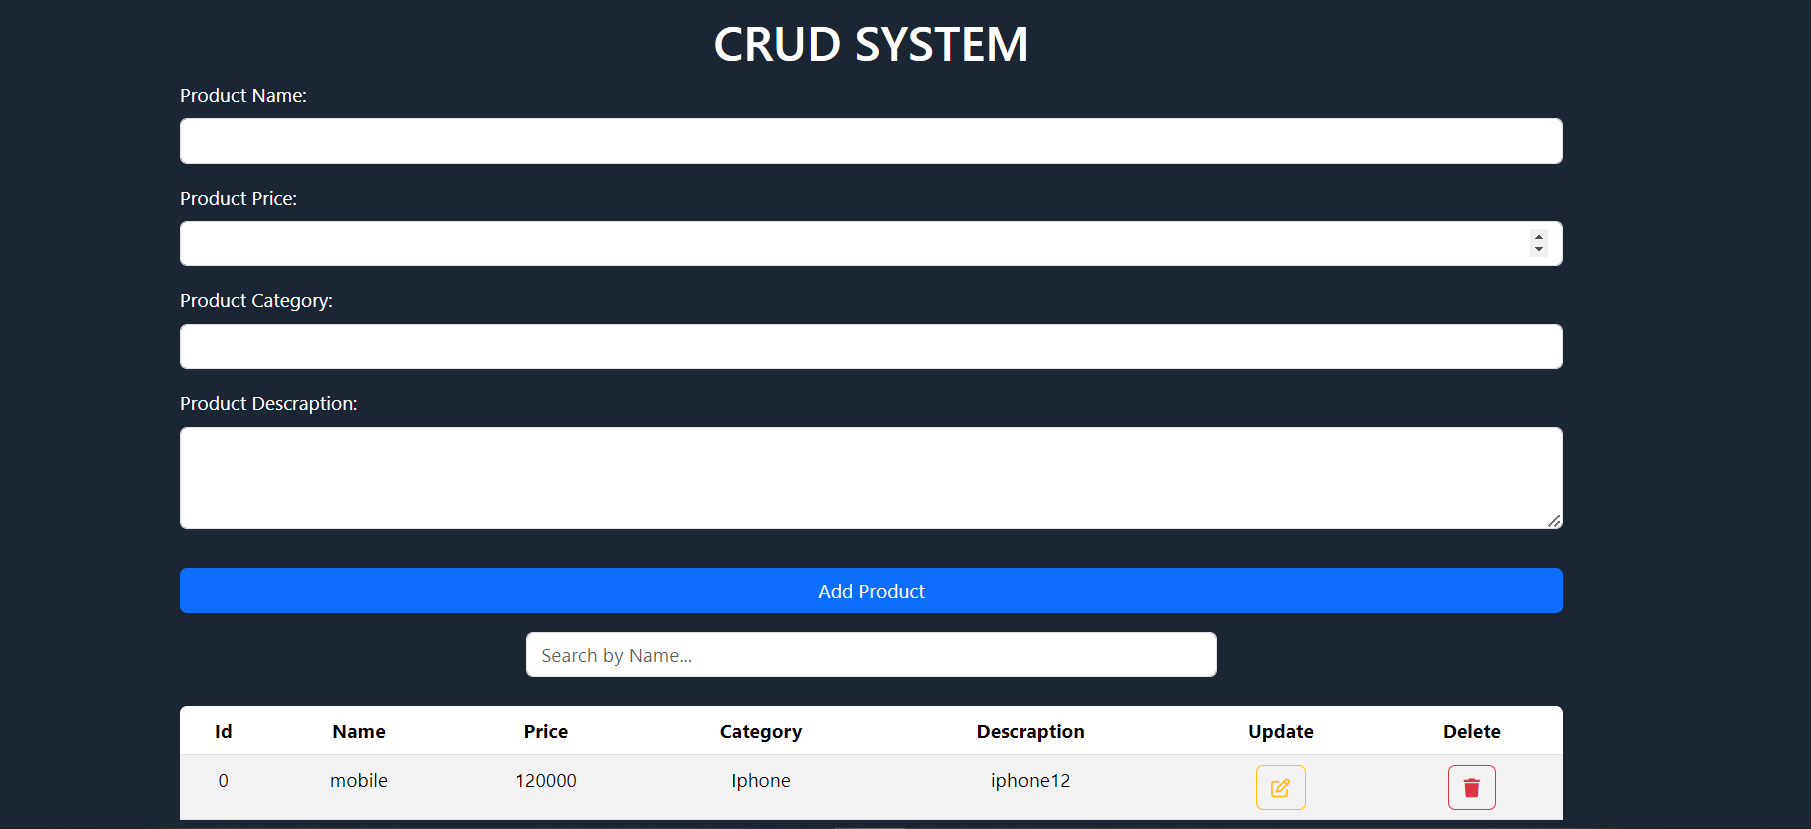 CRUD SYSTEM
Product Name:
Product Price:
Product Category:
Product Descraption:
Add Product
Search by Name...
Id Name Price Category Descraption Update Delete
0 mobile 120000 Iphone iphone12